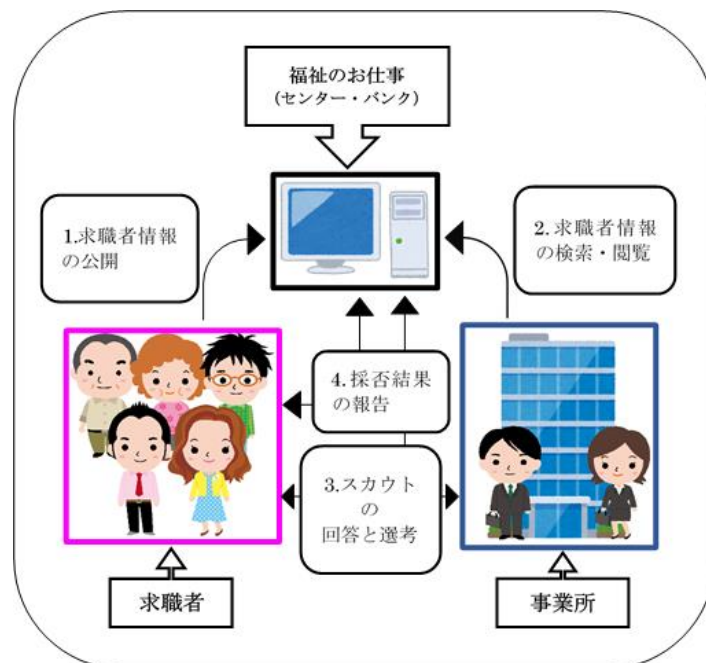 福祉のお仕事
（センター・バンク）
1.求職者情報
の公開
2.求職者情報
の検索・閲覧
4.採否結果
の報告
3.スカウト
の
回答と選考
求職者
事業所